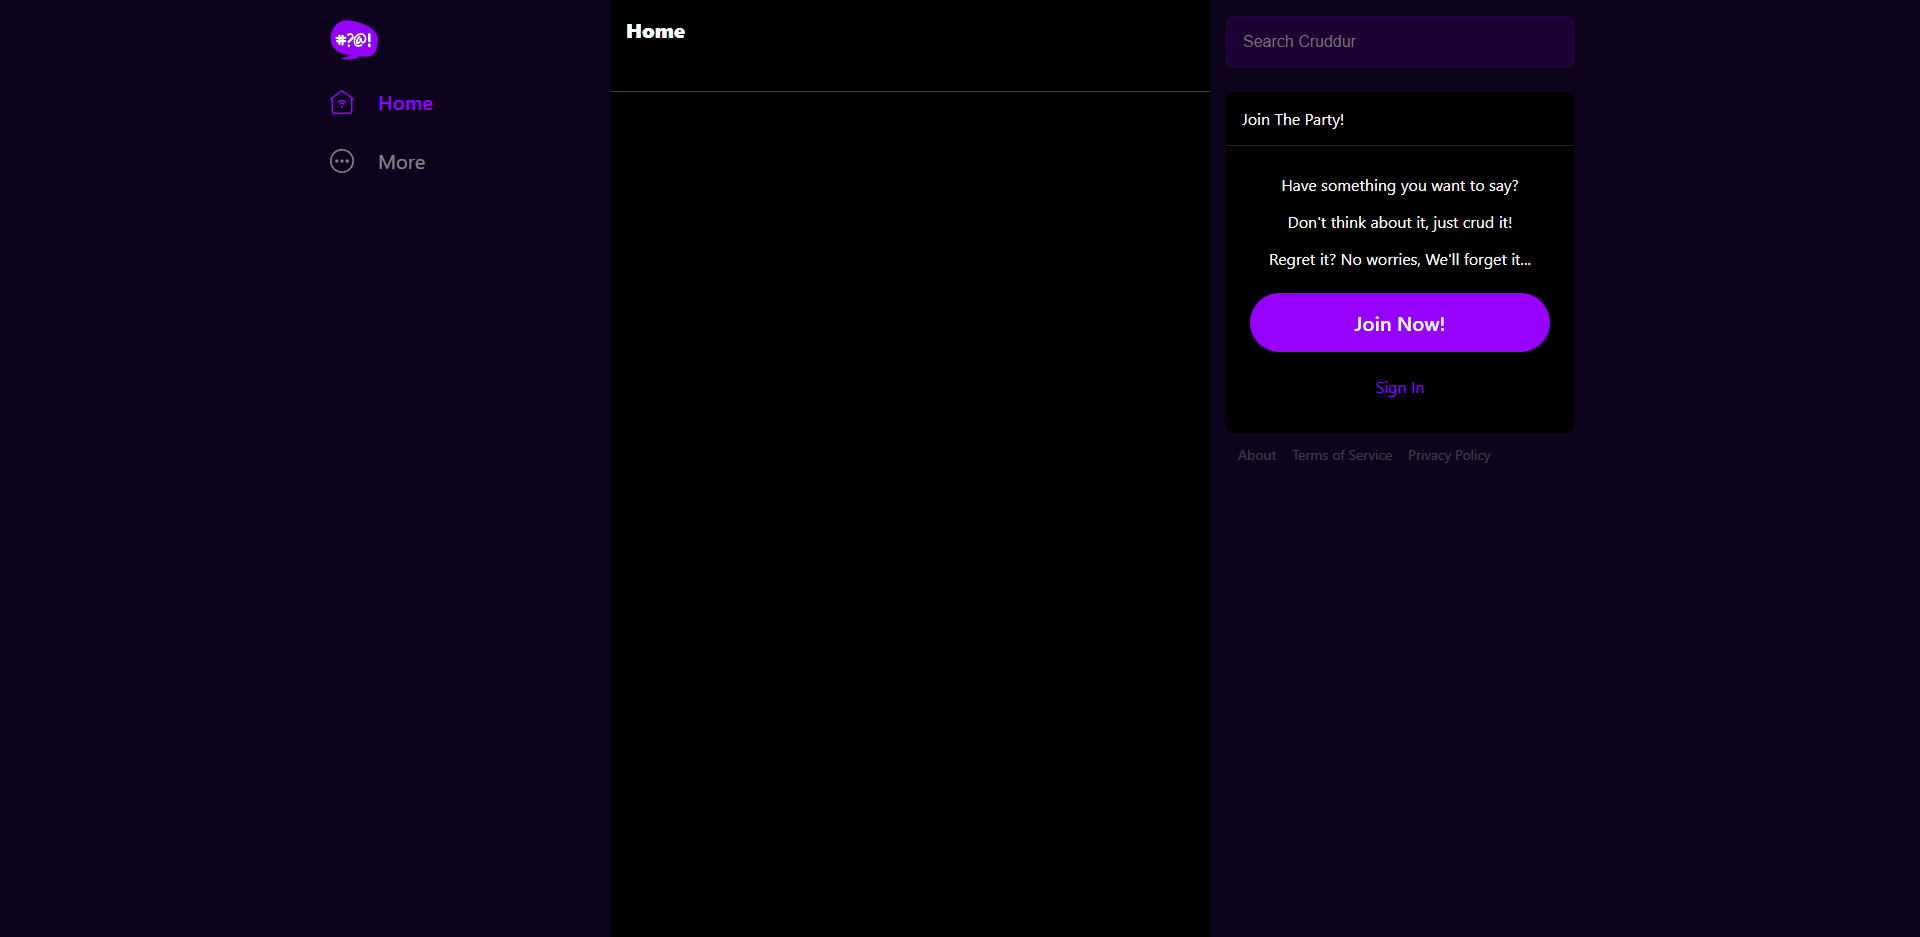 #?@!
Home
More
Home
Search Cruddur
Join The Party!
Have something you want to say?
Don't think about it, just crud it!
Regret it? No worries, We'll forget it...
Join Now!
Sign In
About Terms of Service Privacy Policy